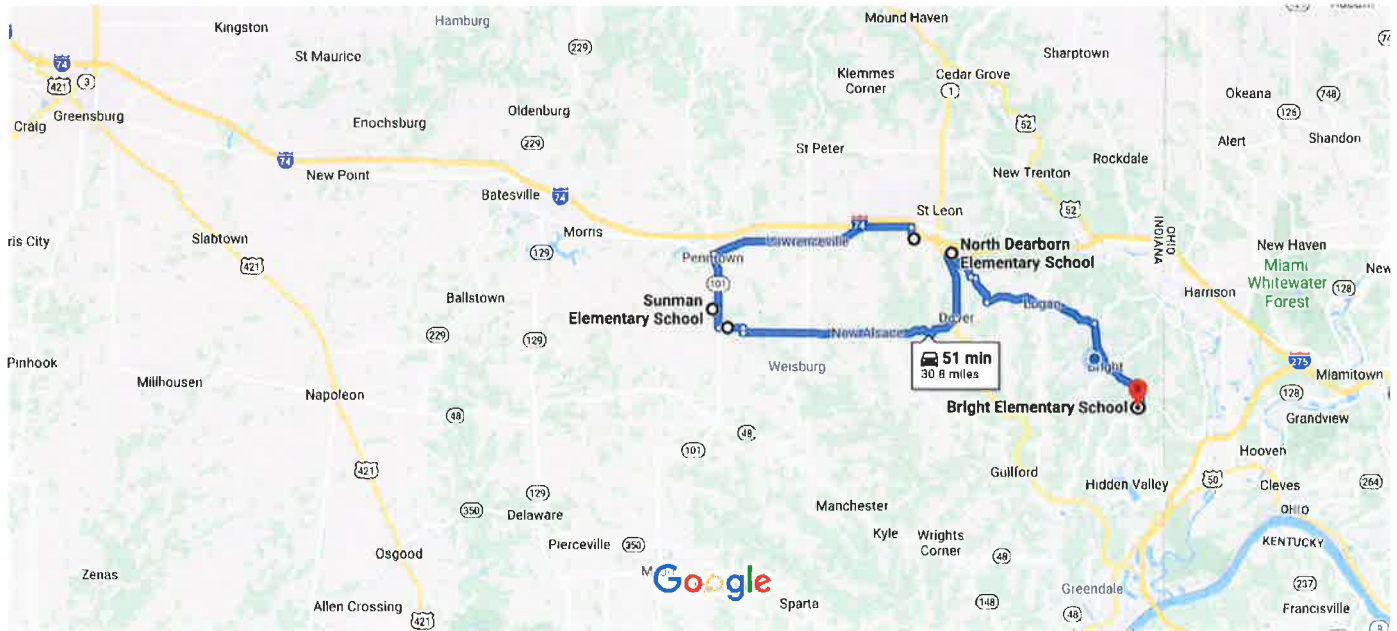 Hamburg
Mound Haven
Kingston
229
Sharptown
St Maurice
74
74
Klemmes
Corner
Cedar Grove
421
3
1
Okeana
748
Greensburg
Oldenburg
126
Craig
Enochsburg
52
Alert
Shandon
229
St Peter
Rockdale
74
New Point
New Trenton
Batesville
74
St Leon
52
74
OHIO
INDIANA
Morris
ris City
Slabtown
Lawrenceville
North Dearborn
Elementary School
New Haven
129
Penntown
421
Miami
Whitewater
Forest
New
101
128
Harrison
Ballstown
Sunman
Elementary School
Logan
Dover
229
129
New Alsace
51 min
30.8 miles
Pinhook
Weisburg
Bright
275
Millhousen
Miamitown
Napoleon
128
Bright Elementary School
48
Grandview
48
101
Hooven
421
Guilford
Hidden Valley
50
Cleves
264
129
350
Delaware
Manchester
OHIO
Kyle
Wrights
Corner
KENTUCKY
Pierceville
350
Osgood
48
Zenas
Google
Greendale
237
Sparta
148
Allen Crossing
Francisville
48
421
8